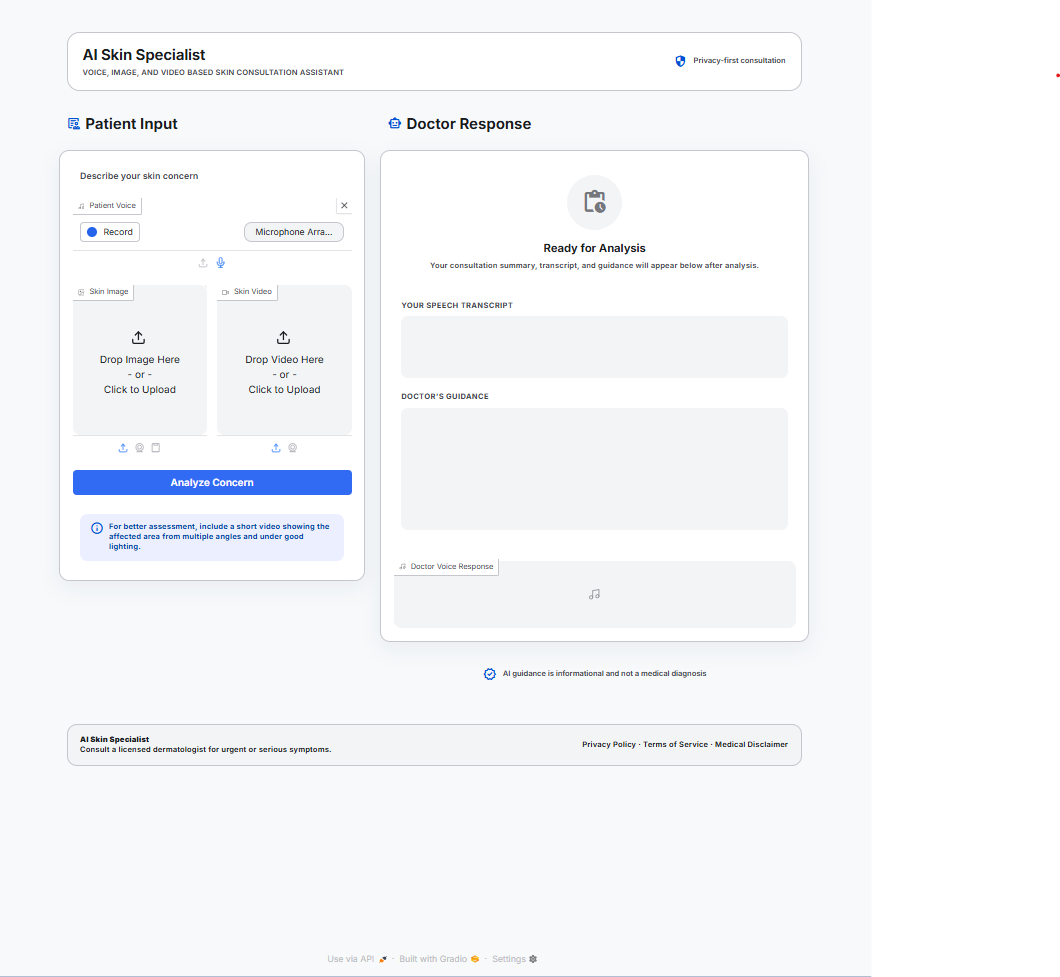 AI Skin Specialist
VOICE, IMAGE, AND VIDEO BASED SKIN CONSULTATION ASSISTANT
Privacy-first consultation
Patient Input
Describe your skin concern
Patient Voice
Record
Microphone Arra...
Skin Image
Drop Image Here
- or -
Click to Upload
Skin Video
Drop Video Here
- or -
Click to Upload
Analyze Concern
For better assessment, include a short video showing the
affected area from multiple angles and under good
lighting.
Doctor Response
Ready for Analysis
Your consultation summary, transcript, and guidance will appear below after analysis.
YOUR SPEECH TRANSCRIPT
DOCTOR'S GUIDANCE
Doctor Voice Response
AI guidance is informational and not a medical diagnosis
AI Skin Specialist
Consult a licensed dermatologist for urgent or serious symptoms.
Privacy Policy · Terms of Service · Medical Disclaimer
Use via API · Built with Gradio · Settings